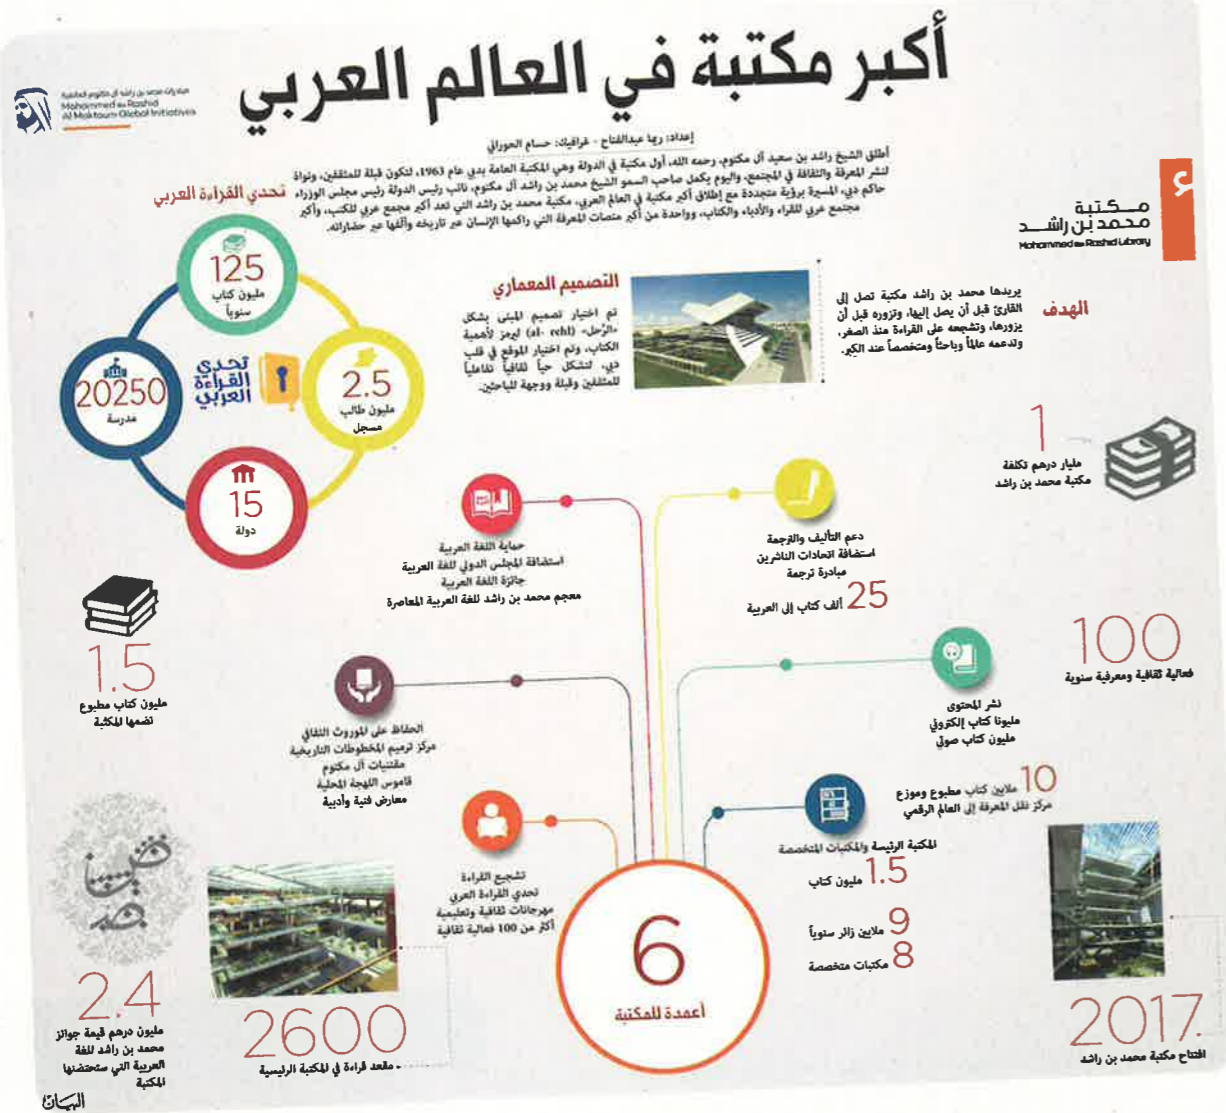 أكبر مكتبة في العالم العربي
Mohammed Bin Rashid
Al Maktoum Global Initiatives
إعداد: ريما عبدالفتاح - غرافيك: حسام الحوراني
أطلق الشيخ راشد بن سعيد آل مكتوم، رحمه الله، أول مكتبة في الدولة وهي المكتبة العامة بدبي عام 1963، لتكون قبلة للمثقفين، ونواة
لنشر المعرفة والثقافة في المجتمع، واليوم يكمل صاحب السمو الشيخ محمد بن راشد آل مكتوم، نائب رئيس الدولة رئيس مجلس الوزراء
حاكم دبي، المسيرة برؤية متجددة مع إطلاق أكبر مكتبة في العالم العربي، مكتبة محمد بن راشد التي تعد أكبر مجمع عربي للكتب، وأكبر
مجتمع عربي للقراء والأدباء والكتاب، وواحدة من أكبر منصات المعرفة التي راكمها الإنسان عبر تاريخه وألفها عبر حضاراته.
مكتبة
محمد بن راشد
Mohammed Bin Rashid Library
الهدف
يريدها محمد بن راشد مكتبة تصل إلى
القارئ قبل أن يصل إليها، وتزوره قبل أن
يزورها، وتشجعه على القراءة منذ الصغر،
وتدعمه عالماً وباحثاً ومتخصصاً عند الكبر.
التصميم المعماري
تم اختيار تصميم المبنى بشكل
«الرَّحل» (al- rehl) ليرمز لأهمية
الكتاب، وتم اختيار الموقع في قلب
دبي، لتشكل حياً ثقافياً تفاعلياً
للمثقفين وقبلة ووجهة للباحثين.
تحدي القراءة العربي
125
مليون كتاب
سنوياً
2.5
مليون طالب
مسجل
20250
مدرسة
15
دولة
تحدي
القراءة
العربي
1
مليار درهم تكلفة
مكتبة محمد بن راشد
دعم التأليف والترجمة
استضافة اتحادات الناشرين
مبادرة ترجمة
25 ألف كتاب إلى العربية
حماية اللغة العربية
استضافة المجلس الدولي للغة العربية
جائزة اللغة العربية
معجم محمد بن راشد للغة العربية المعاصرة
100
فعالية ثقافية ومعرفية سنوية
1.5
مليون كتاب مطبوع
تضمها المكتبة
نشر المحتوى
مليونا كتاب إلكتروني
مليون كتاب صوتي
10 ملايين كتاب مطبوع وموزع
مركز نقل المعرفة إلى العالم الرقمي
الحفاظ على الموروث الثقافي
مركز ترميم المخطوطات التاريخية
مقتنيات آل مكتوم
قاموس اللهجة المحلية
معارض فنية وأدبية
المكتبة الرئيسة والمكتبات المتخصصة
1.5 مليون كتاب
9 ملايين زائر سنوياً
8 مكتبات متخصصة
تشجيع القراءة
تحدي القراءة العربي
مهرجانات ثقافية وتعليمية
أكثر من 100 فعالية ثقافية
6
أعمدة للمكتبة
2017
افتتاح مكتبة محمد بن راشد
2600
مقعد قراءة في المكتبة الرئيسية
2.4
مليون درهم قيمة جوائز
محمد بن راشد للغة
العربية التي ستحتضنها
المكتبة
البيان